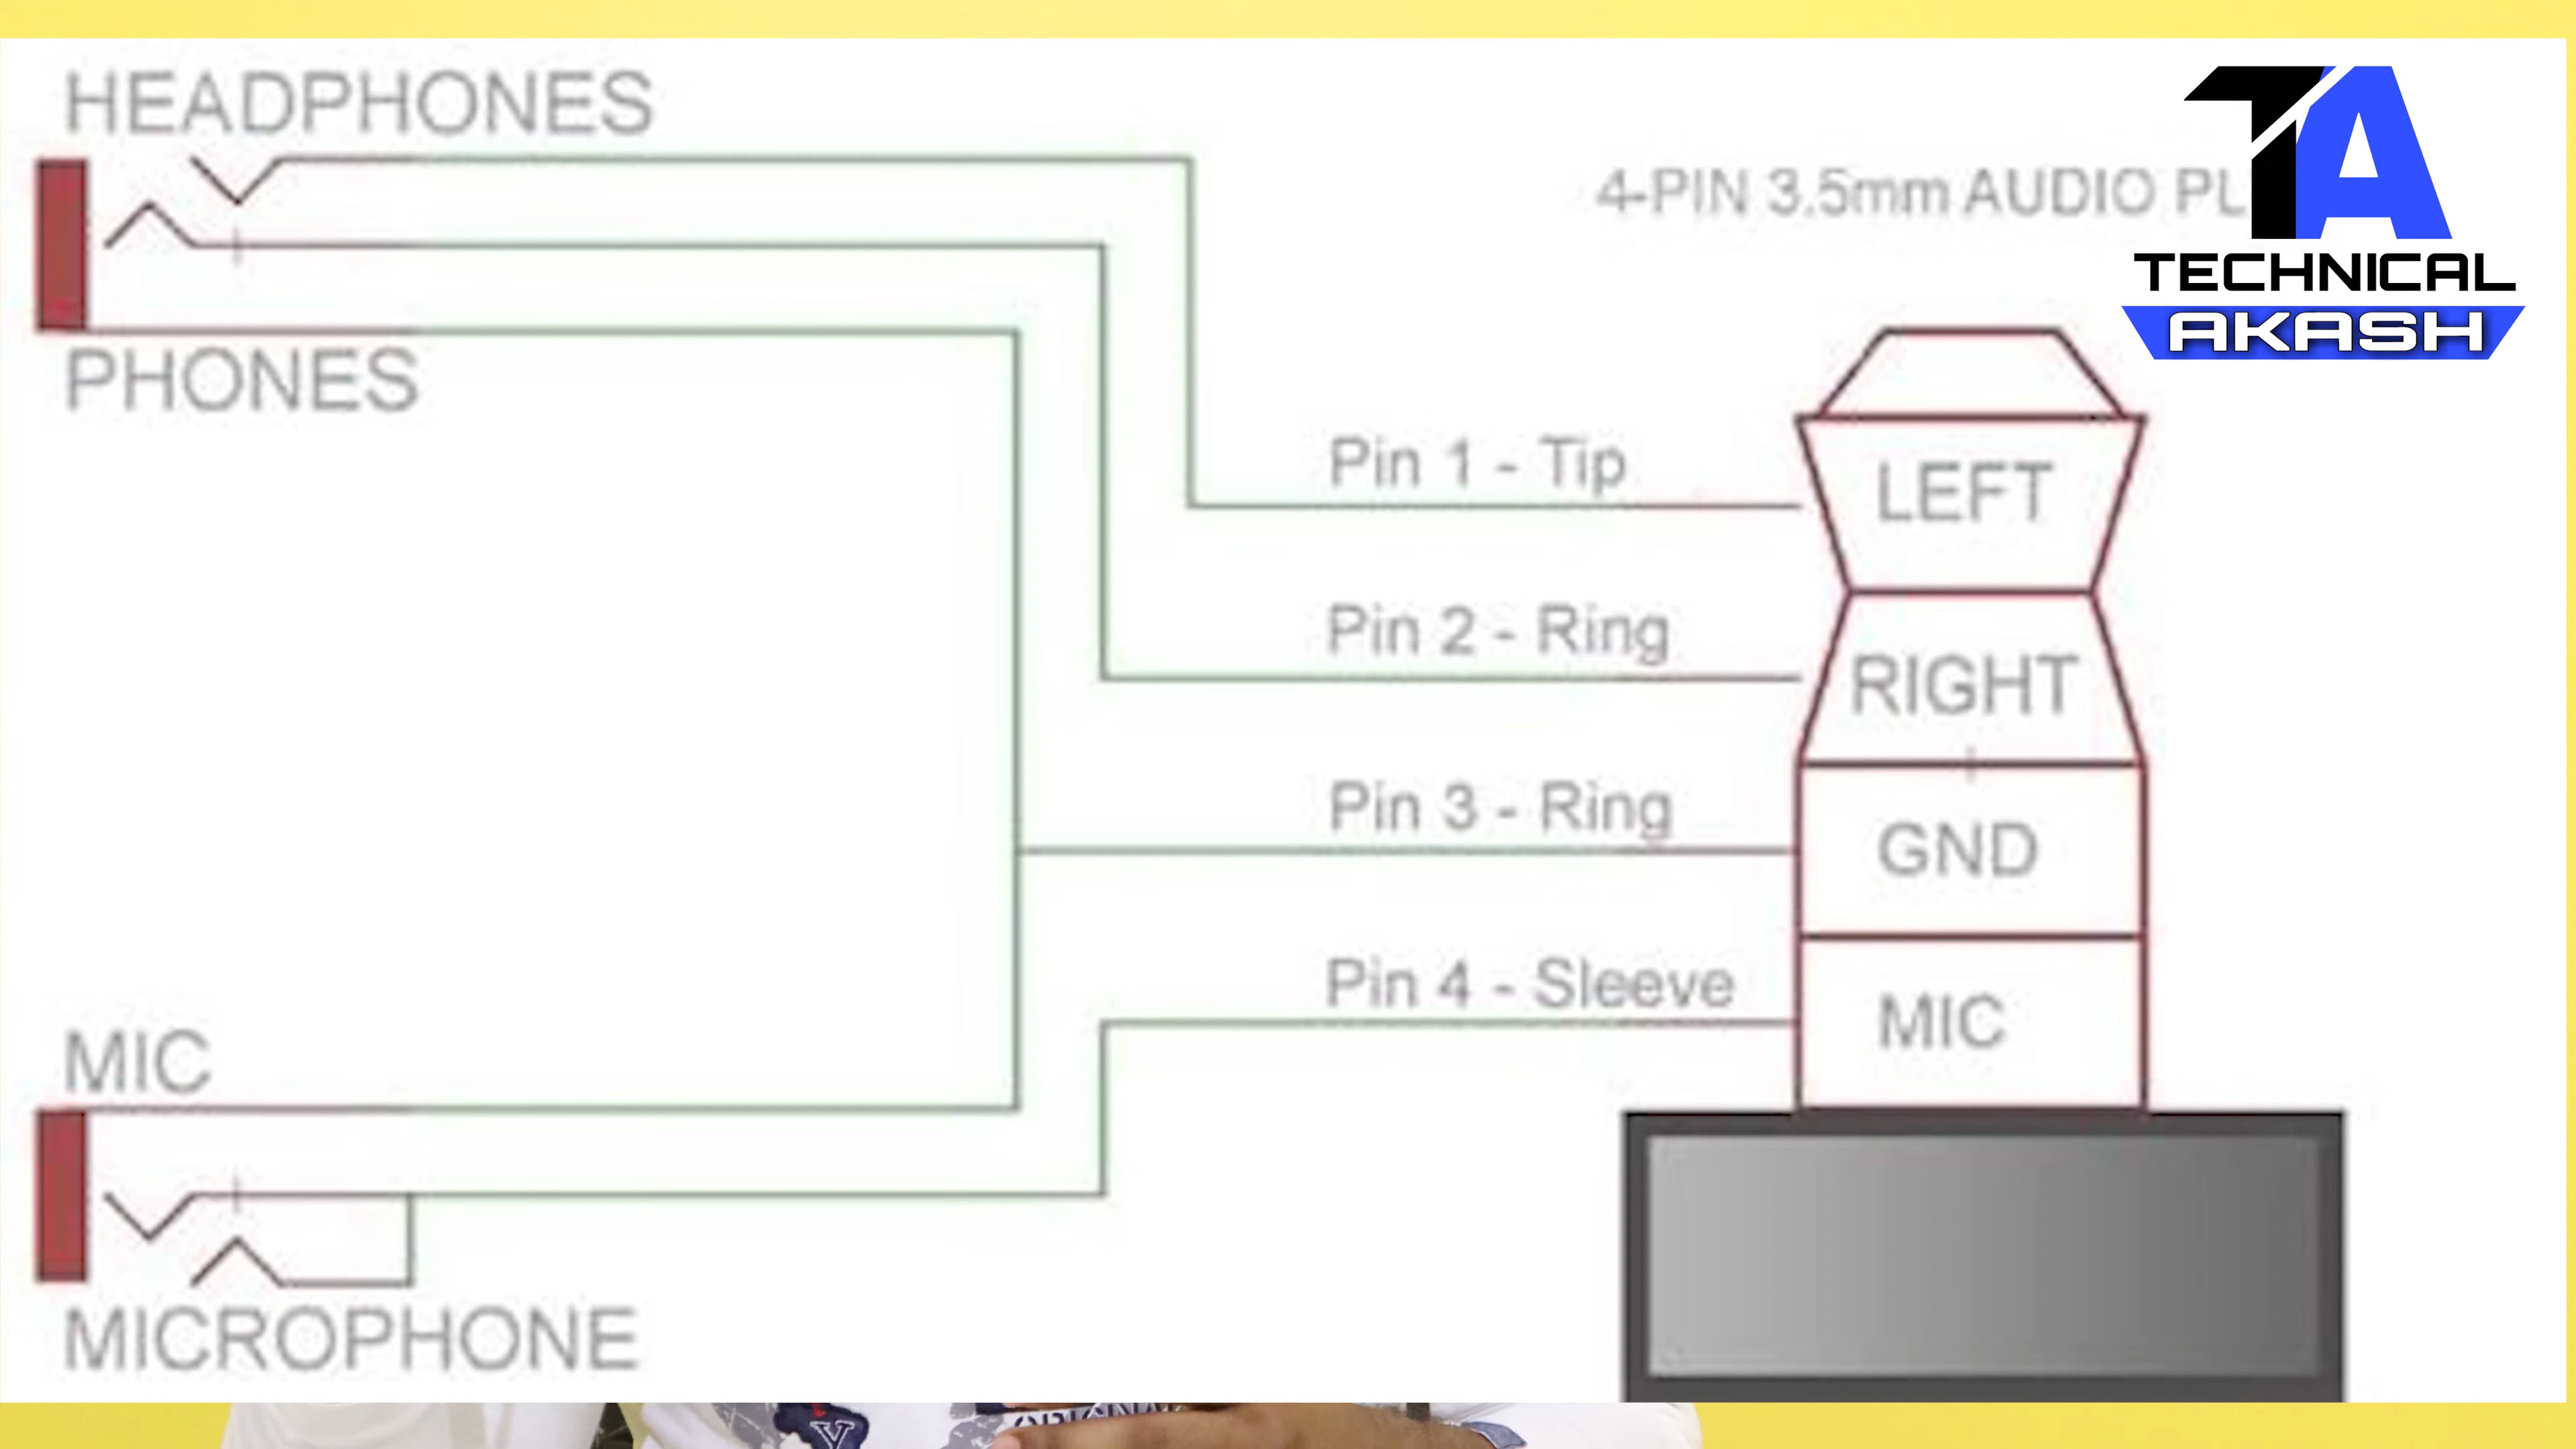 HEADPHONES
PHONES
4-PIN 3.5mm AUDIO PL
TECHNICAL
AKASH
Pin 1 - Tip
LEFT
Pin 2 - Ring
RIGHT
Pin 3 - Ring
GND
Pin 4 - Sleeve
MIC
MIC
MICROPHONE